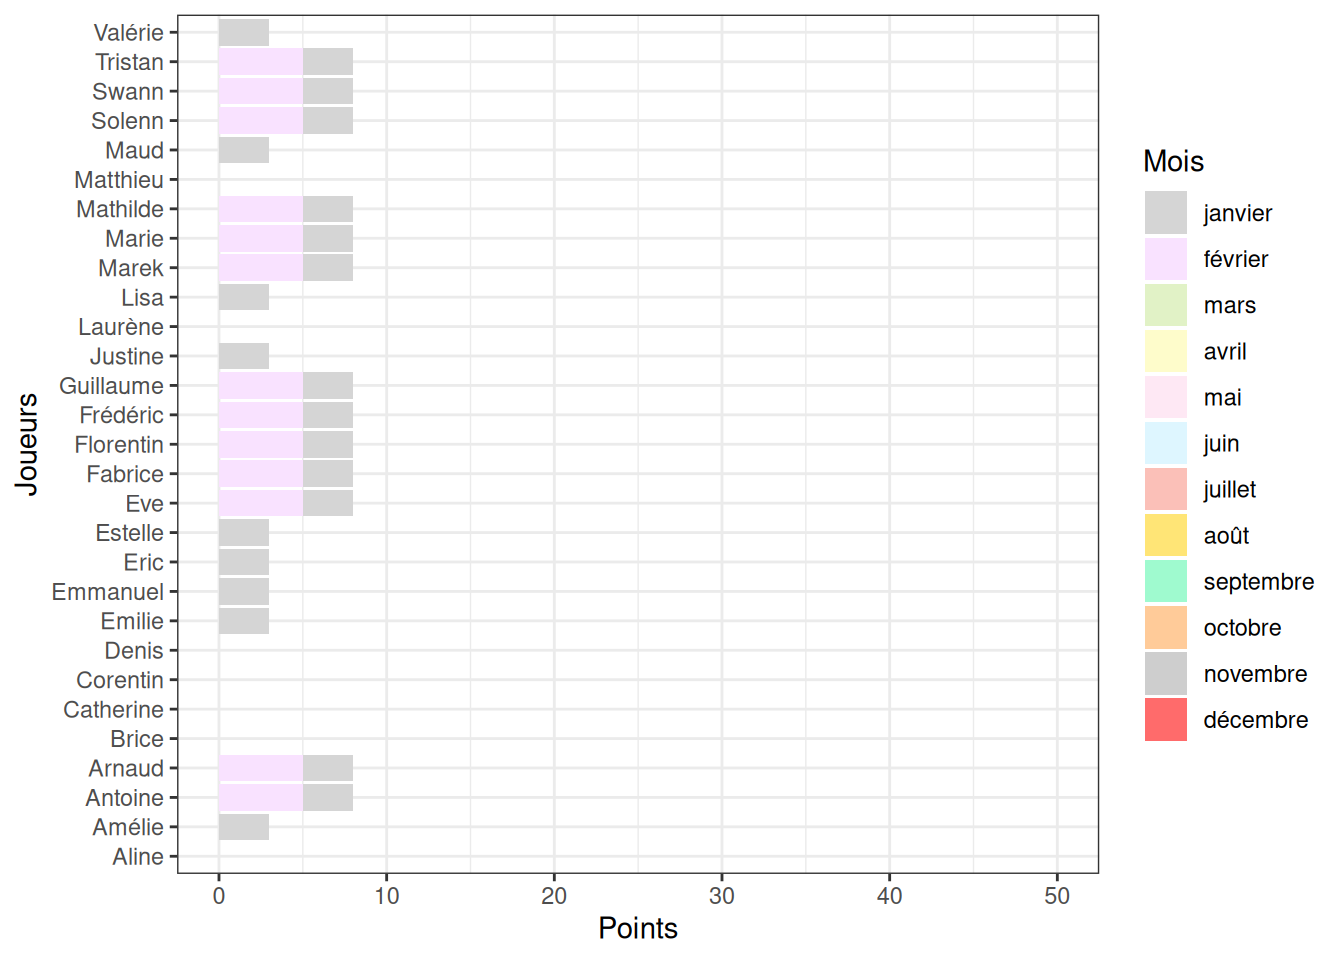 Valérie
Tristan
Swann
Solenn
Maud
Matthieu
Mathilde
Marie
Marek
Lisa
Laurène
Justine
Guillaume
Frédéric
Florentin
Fabrice
Eve
Estelle
Eric
Emmanuel
Emilie
Denis
Corentin
Catherine
Brice
Arnaud
Antoine
Amélie
Aline
Joueurs
0 10 20 30 40 50
Points
Mois
janvier
février
mars
avril
mai
juin
juillet
août
septembre
octobre
novembre
décembre